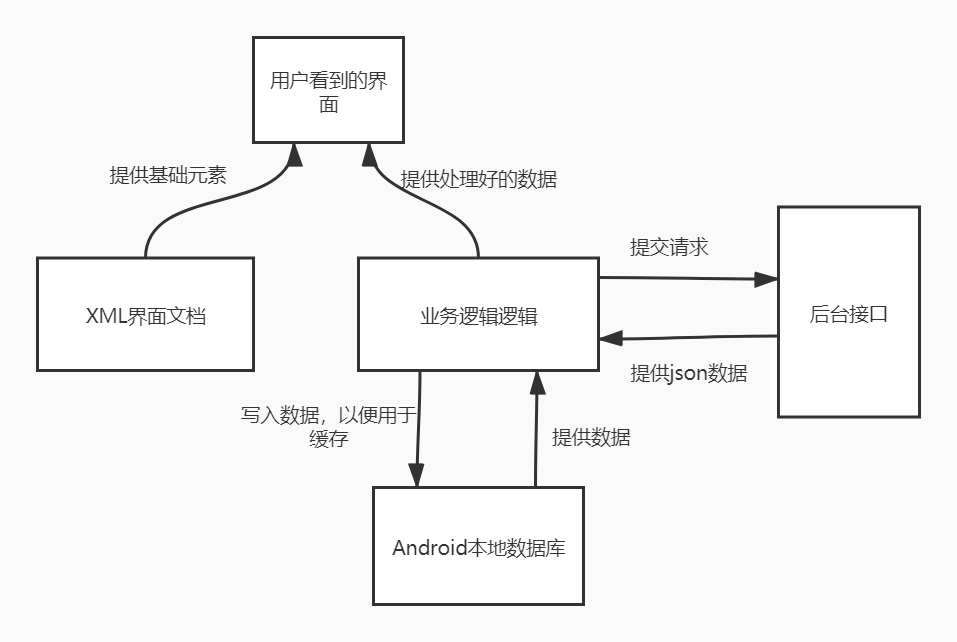 用户看到的界
面
提供基础元素
提供处理好的数据
提交请求
XML界面文档
业务逻辑逻辑
后台接口
提供json数据
写入数据，以便用于
缓存
提供数据
Android本地数据库